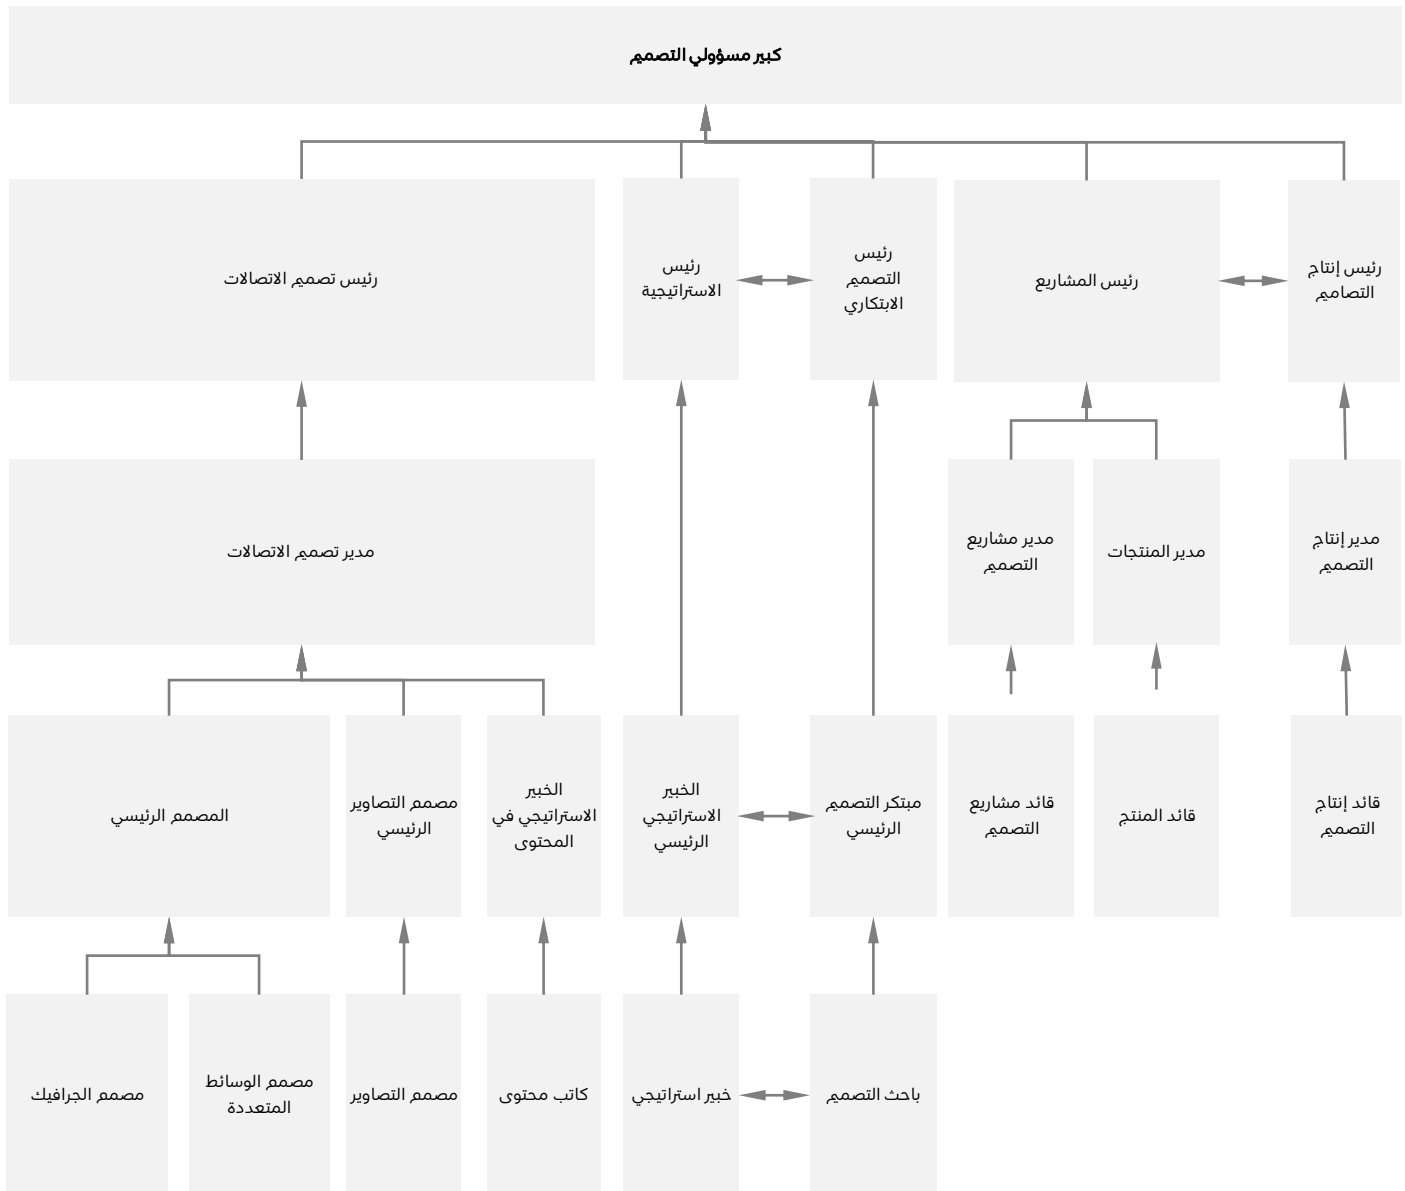 كبير مسؤولي التصميم
رئيس إنتاج
التصاميم
رئيس المشاريع
رئيس
التصميم
الابتكاري
رئيس
الاستراتيجية
رئيس تصميم الاتصالات
مدير إنتاج
التصميم
مدير المنتجات
مدير مشاريع
التصميم
مدير تصميم الاتصالات
قائد إنتاج
التصميم
قائد المنتج
قائد مشاريع
التصميم
مبتكر التصميم
الرئيسي
الخبير
الاستراتيجي
الرئيسي
الخبير
الاستراتيجي في
المحتوى
مصمم التصاوير
الرئيسي
المصمم الرئيسي
باحث التصميم
خبير استراتيجي
كاتب محتوى
مصمم التصاوير
مصمم الوسائط
المتعددة
مصمم الجرافيك